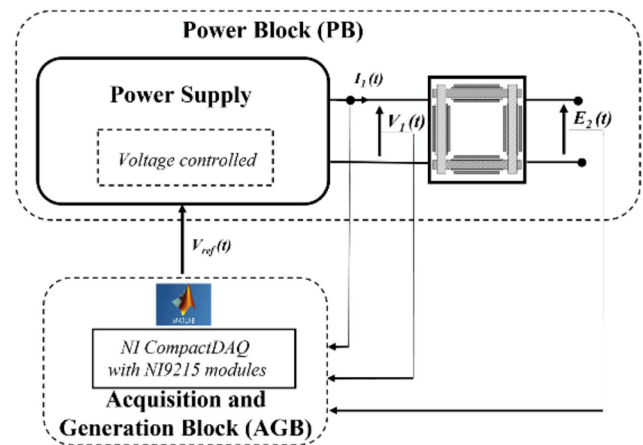 Power Block (PB)
Power Supply
Voltage controlled
I1(t)
V1(t)
E2(t)
Vref(t)
MATLAB
NI CompactDAQ
with NI9215 modules
Acquisition and
Generation Block (AGB)